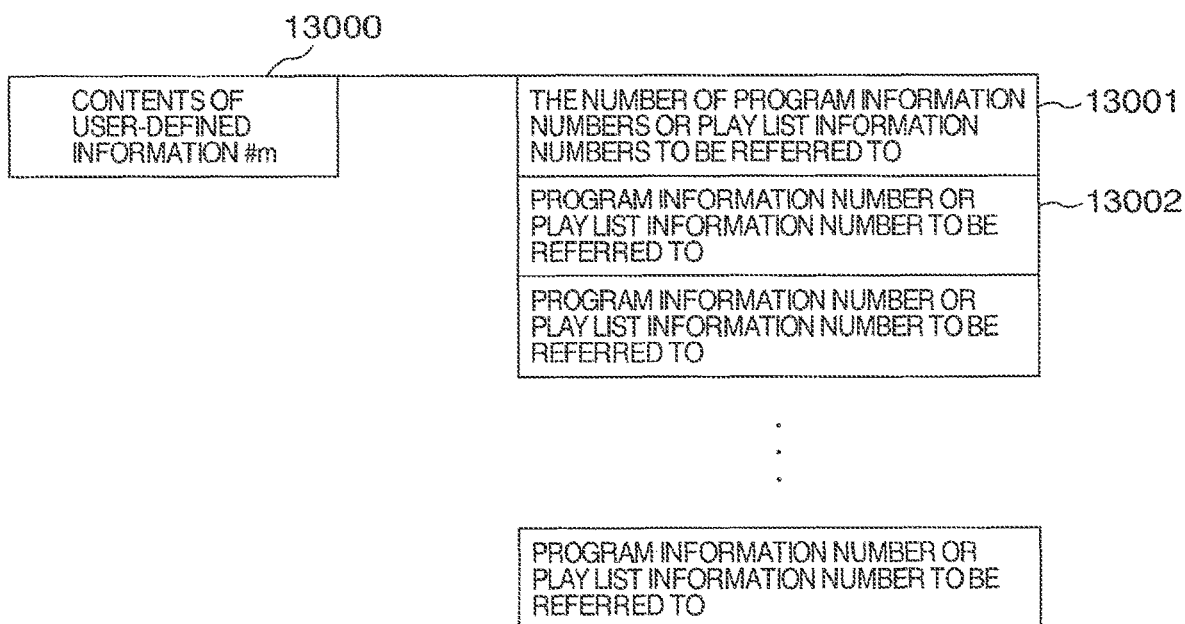 13000
CONTENTS OF
USER-DEFINED
INFORMATION #m
THE NUMBER OF PROGRAM INFORMATION
NUMBERS OR PLAY LIST INFORMATION
NUMBERS TO BE REFERRED TO
13001
PROGRAM INFORMATION NUMBER OR
PLAY LIST INFORMATION NUMBER TO BE
REFERRED TO
13002
PROGRAM INFORMATION NUMBER OR
PLAY LIST INFORMATION NUMBER TO BE
REFERRED TO
PROGRAM INFORMATION NUMBER OR
PLAY LIST INFORMATION NUMBER TO BE
REFERRED TO